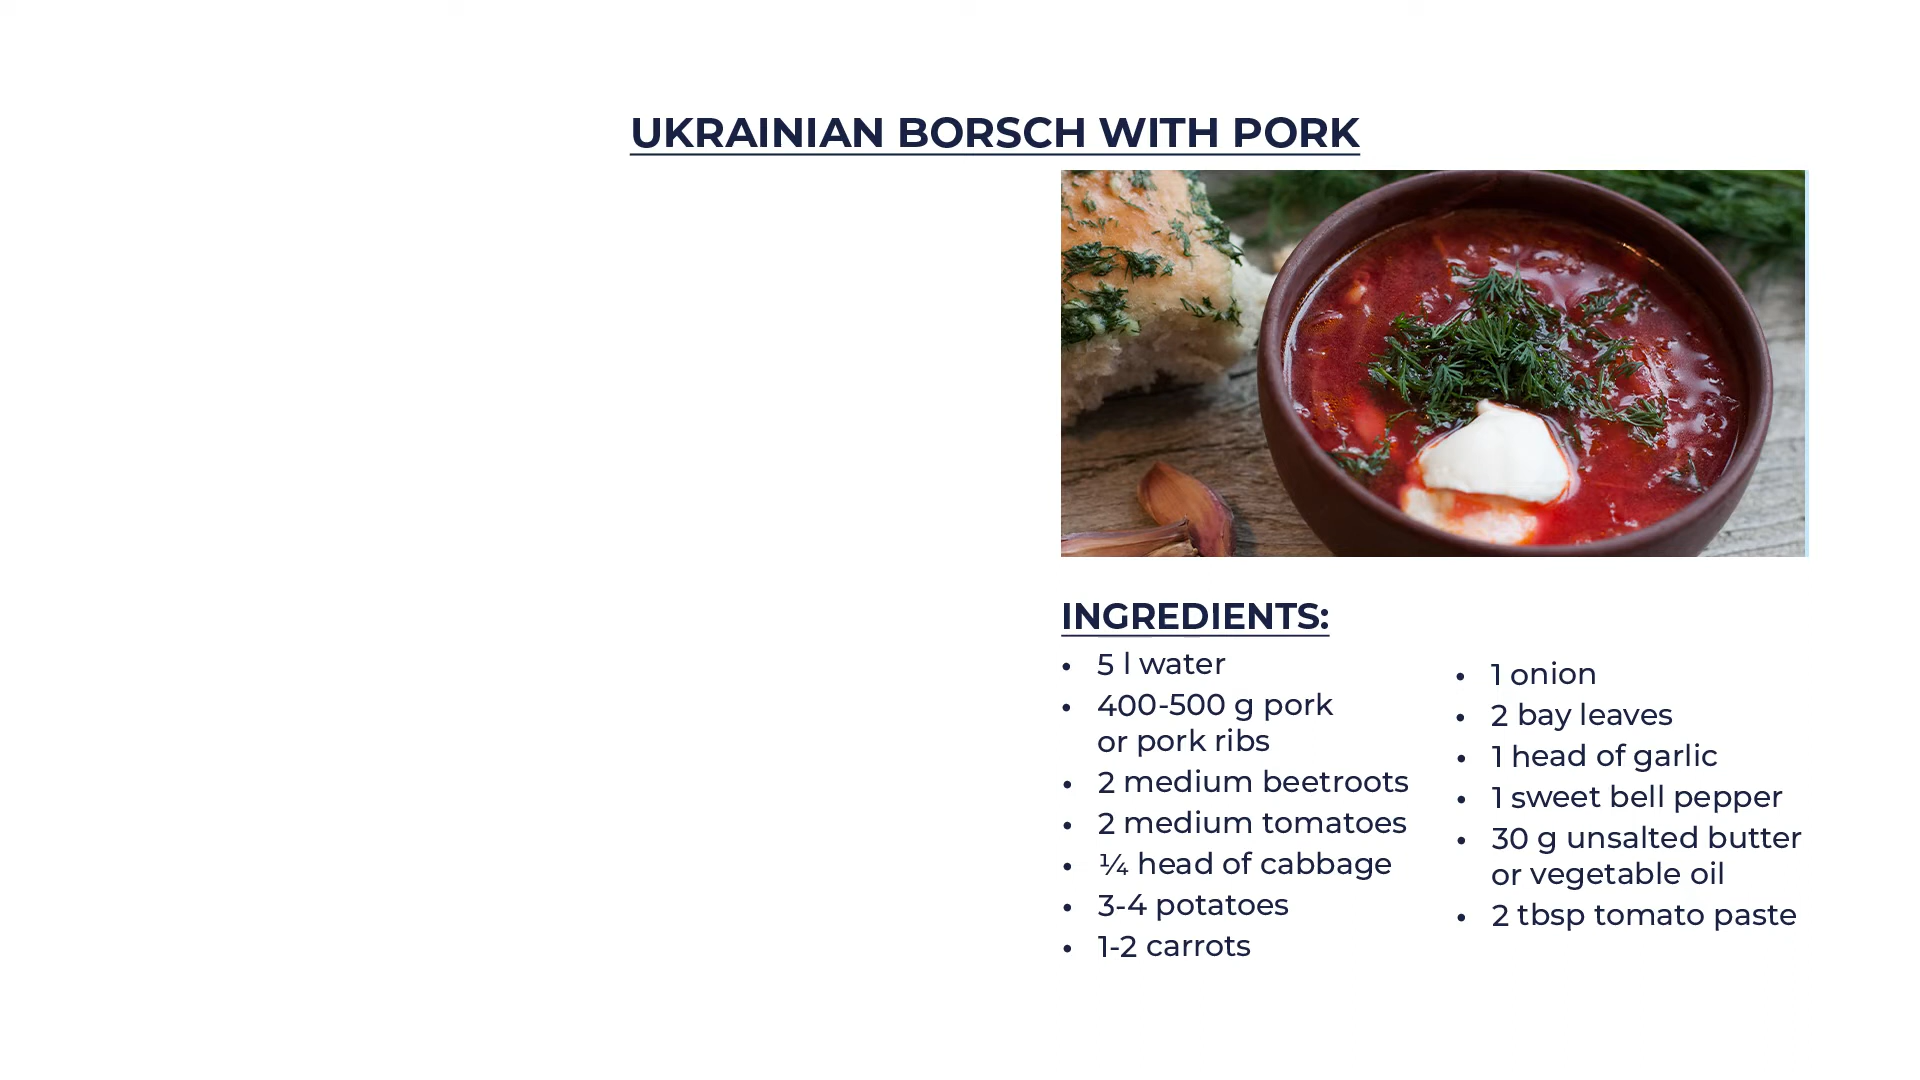 UKRAINIAN BORSCH WITH PORK
INGREDIENTS:
• 5 l water
• 400-500 g pork
or pork ribs
• 2 medium beetroots
• 2 medium tomatoes
• ¼ head of cabbage
• 3-4 potatoes
• 1-2 carrots
• 1 onion
• 2 bay leaves
• 1 head of garlic
• 1 sweet bell pepper
• 30 g unsalted butter
or vegetable oil
• 2 tbsp tomato paste